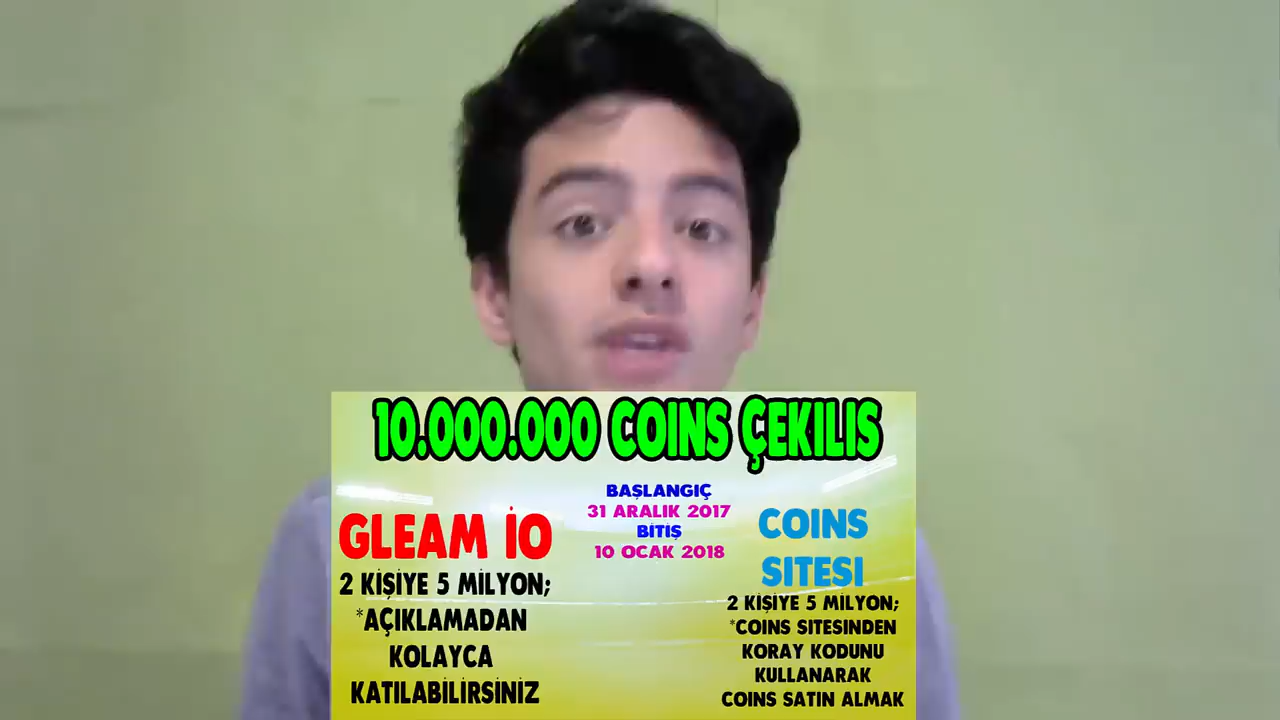 10.000.000 COINS ÇEKILIS
BAŞLANGIÇ
31 ARALIK 2017
BİTİŞ
10 OCAK 2018
GLEAM İO
2 KİŞİYE 5 MİLYON;
*AÇIKLAMADAN
KOLAYCA
KATILABİLİRSİNİZ
COINS
SITESI
2 KİŞİYE 5 MİLYON;
*COINS SITESINDEN
KORAY KODUNU
KULLANARAK
COINS SATIN ALMAK